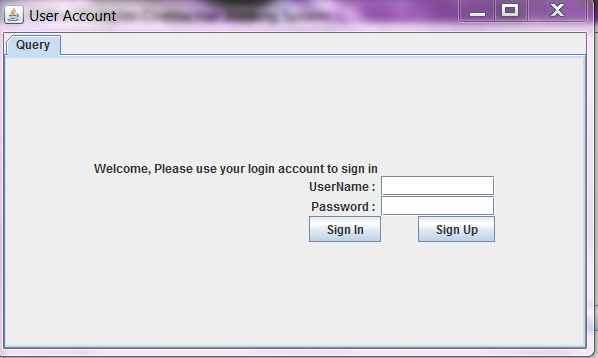 User Account
Query
Welcome, Please use your login account to sign in
UserName :
Password :
Sign In Sign Up